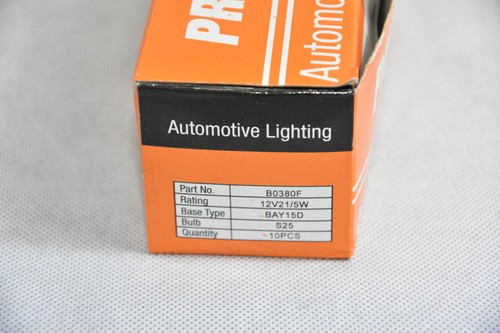 PR
Automo
Automotive Lighting
Part No. B0380F
Rating 12V21/5W
Base Type BAY15D
Bulb S25
Quantity 10PCS